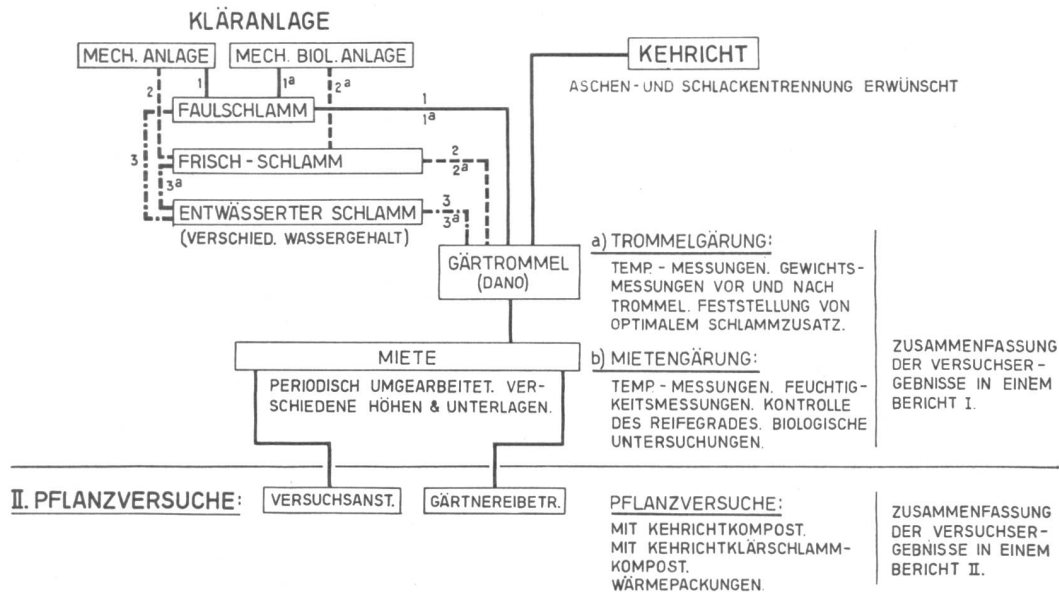 KLÄRANLAGE
MECH. ANLAGE
MECH. BIOL. ANLAGE
KEHRICHT
ASCHEN- UND SCHLACKENTRENNUNG ERWÜNSCHT
2
1
1a
2a
FAULSCHLAMM
1
1a
3
FRISCH-SCHLAMM
2
2a
3a
ENTWÄSSERTER SCHLAMM
3
3a
(VERSCHIED. WASSERGEHALT)
GÄRTROMMEL
(DANO)
a) TROMMELGÄRUNG:
TEMP.- MESSUNGEN. GEWICHTS-
MESSUNGEN VOR UND NACH
TROMMEL. FESTSTELLUNG VON
OPTIMALEM SCHLAMMZUSATZ.
MIETE
PERIODISCH UMGEARBEITET. VER-
SCHIEDENE HÖHEN & UNTERLAGEN.
b) MIETENGÄRUNG:
TEMP.- MESSUNGEN. FEUCHTIG-
KEITSMESSUNGEN. KONTROLLE
DES REIFEGRADES. BIOLOGISCHE
UNTERSUCHUNGEN.
ZUSAMMENFASSUNG
DER VERSUCHSER-
GEBNISSE IN EINEM
BERICHT I.
II. PFLANZVERSUCHE:
VERSUCHSANST.
GÄRTNEREIBETR.
PFLANZVERSUCHE:
MIT KEHRICHTKOMPOST.
MIT KEHRICHTKLÄRSCHLAMM-
KOMPOST.
WÄRMEPACKUNGEN.
ZUSAMMENFASSUNG
DER VERSUCHSER-
GEBNISSE IN EINEM
BERICHT II.